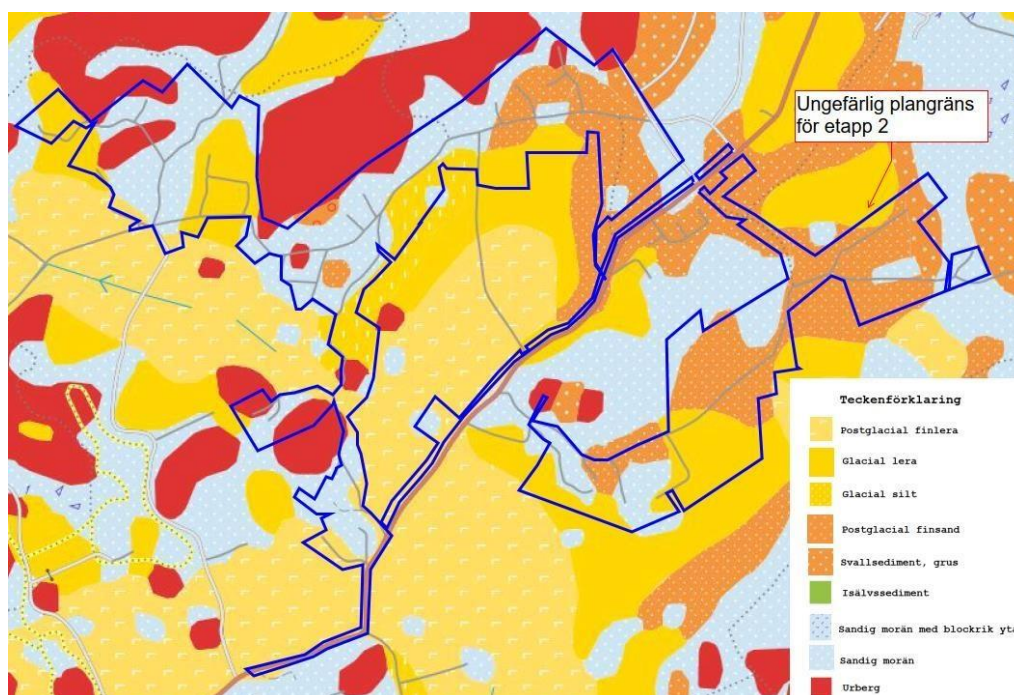 Ungefärlig plangräns
för etapp 2
Teckenförklaring
Postglacial finlera
Glacial lera
Glacial silt
Postglacial finsand
Svallsediment, grus
Isälvssediment
Sandig morän med blockrik yta
Sandig morän
Urberg